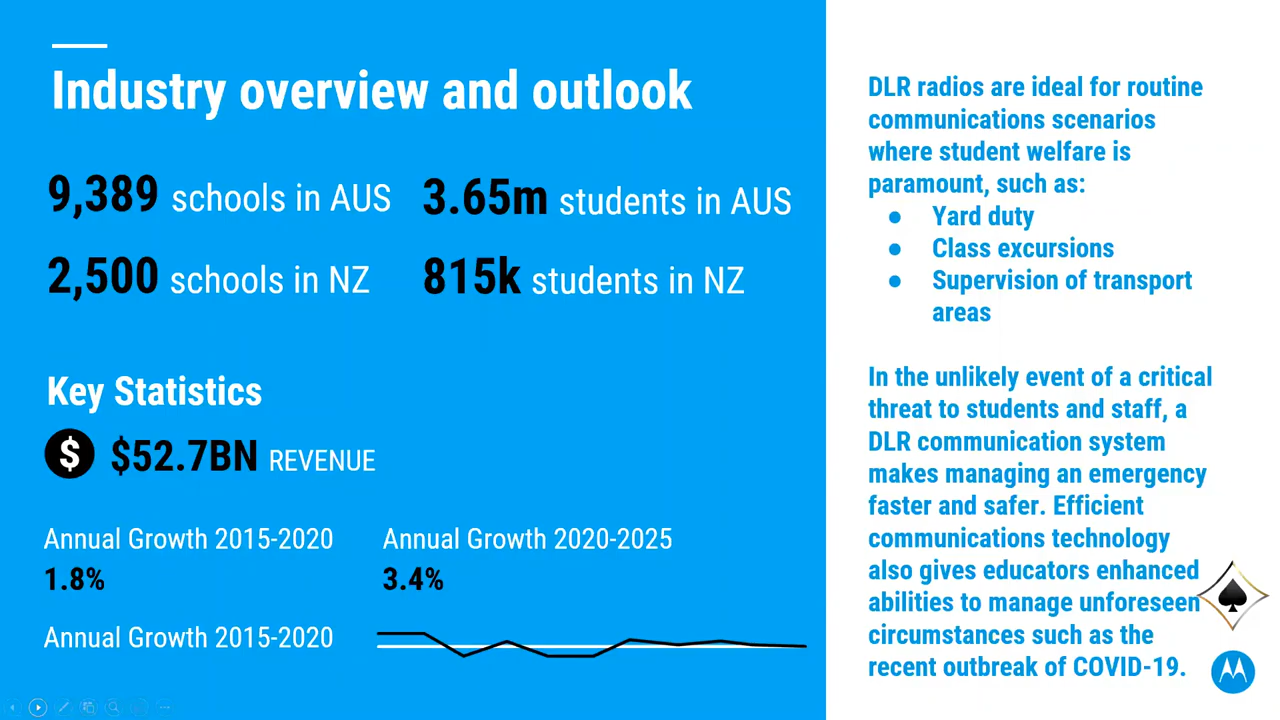 Industry overview and outlook
9,389 schools in AUS
3.65m students in AUS
2,500 schools in NZ
815k students in NZ
Key Statistics
$ $52.7BN REVENUE
Annual Growth 2015-2020
1.8%
Annual Growth 2020-2025
3.4%
Annual Growth 2015-2020
DLR radios are ideal for routine
communications scenarios
where student welfare is
paramount, such as:
● Yard duty
● Class excursions
● Supervision of transport
areas
In the unlikely event of a critical
threat to students and staff, a
DLR communication system
makes managing an emergency
faster and safer. Efficient
communications technology
also gives educators enhanced
abilities to manage unforeseen
circumstances such as the
recent outbreak of COVID-19.